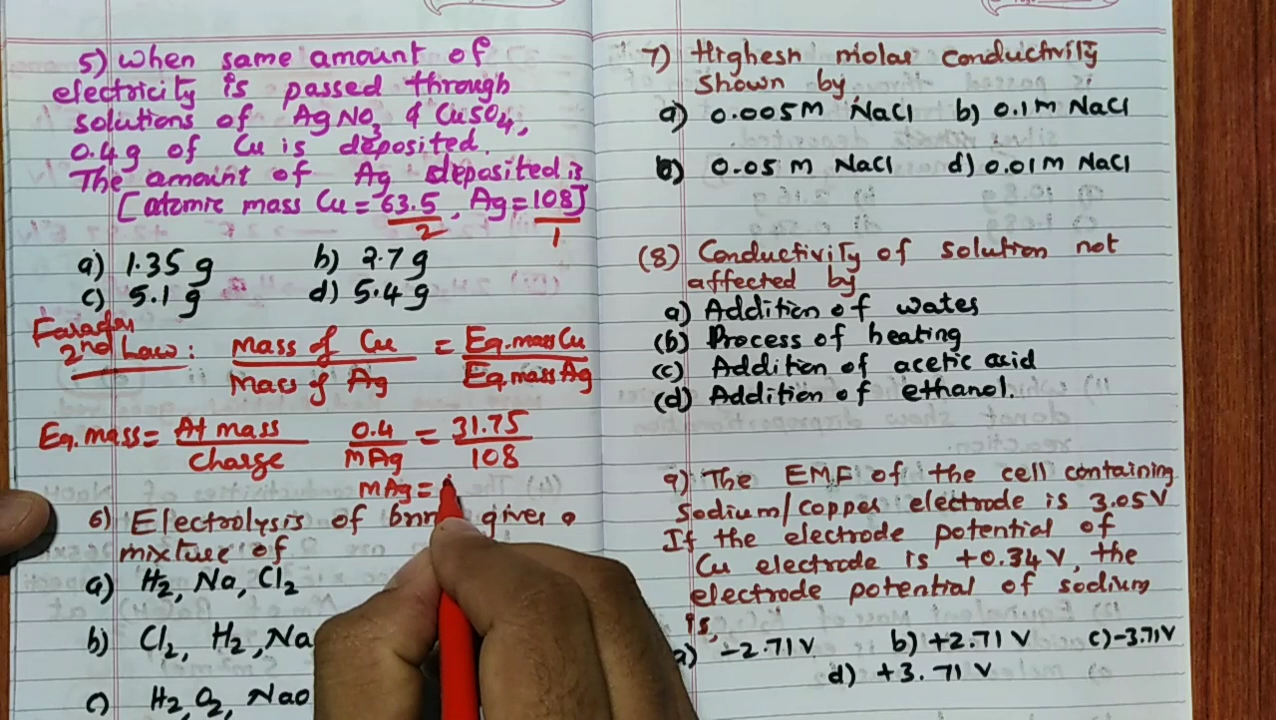 5) When same amount of
electricity is passed through
solutions of AgNO3 & CuSO4,
0.4g of Cu is deposited.
The amount of Ag deposited is
[atomic mass Cu = 63.5, Ag = 108]
2 1
a) 1.35 g b) 2.7 g
c) 5.1 g d) 5.4 g
2nd Law: Mass of Cu / Mass of Ag = Eq. mass Cu / Eq mass Ag
Eq. mass = At mass / charge 0.4 / MAg = 31.75 / 108
MAg =
6) Electrolysis of gives a
mixture of
a) H2, Na, Cl2
b) Cl2, H2, Na
c) H2, O2, Nao
7) Highesh molar conductivity
shown by,
a) 0.005M NaCl b) 0.1M NaCl
0.05 M NaCl d) 0.01M NaCl
(8) Conductivity of solution not
affected by
a) Addition of wates
(b) Process of heating
(c) Addition of acetic acid
(d) Addition of ethanol.
9) The EMF of the cell containing
sodium/copper electrode is 3.05V
If the electrode potential of
Cu electrode is +0.34V, the
electrode potential of sodium
is,
a) -2.71V b) +2.71 V c) -3.71V
d) +3.71 V